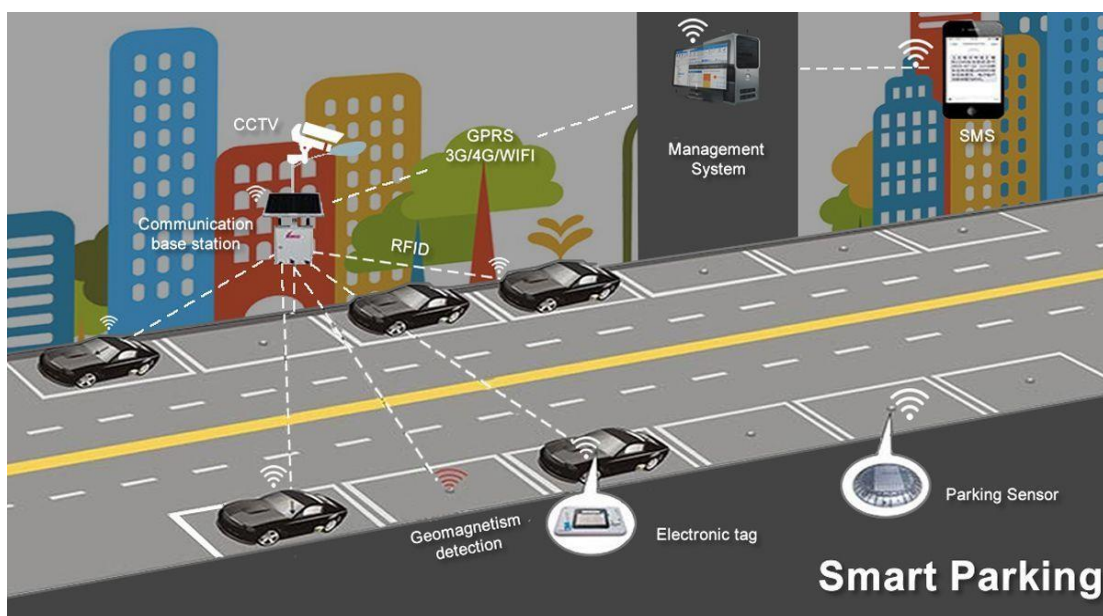 CCTV
GPRS
3G/4G/WIFI
Management
System
SMS
Communication
base station
RFID
Geomagnetism
detection
Electronic tag
Parking Sensor
Smart Parking